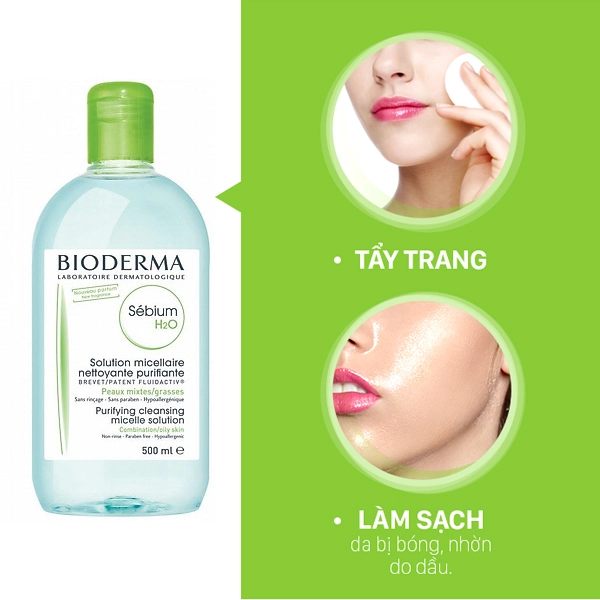 BIODERMA
LABORATOIRE DERMATOLOGIQUE
Nouveau parfum
New fragrance
Sébium
H2O
Solution micellaire
nettoyante purifiante
BREVET/PATENT FLUIDACTIV®
Peaux mixtes/grasses
Sans rinçage - Sans paraben - Hypoallergénique
Purifying cleansing
micelle solution
Combination/oily skin
Non-rinse - Paraben free - Hypoallergenic
500 ml ℮
• TẨY TRANG
• LÀM SẠCH
da bị bóng, nhờn
do dầu.